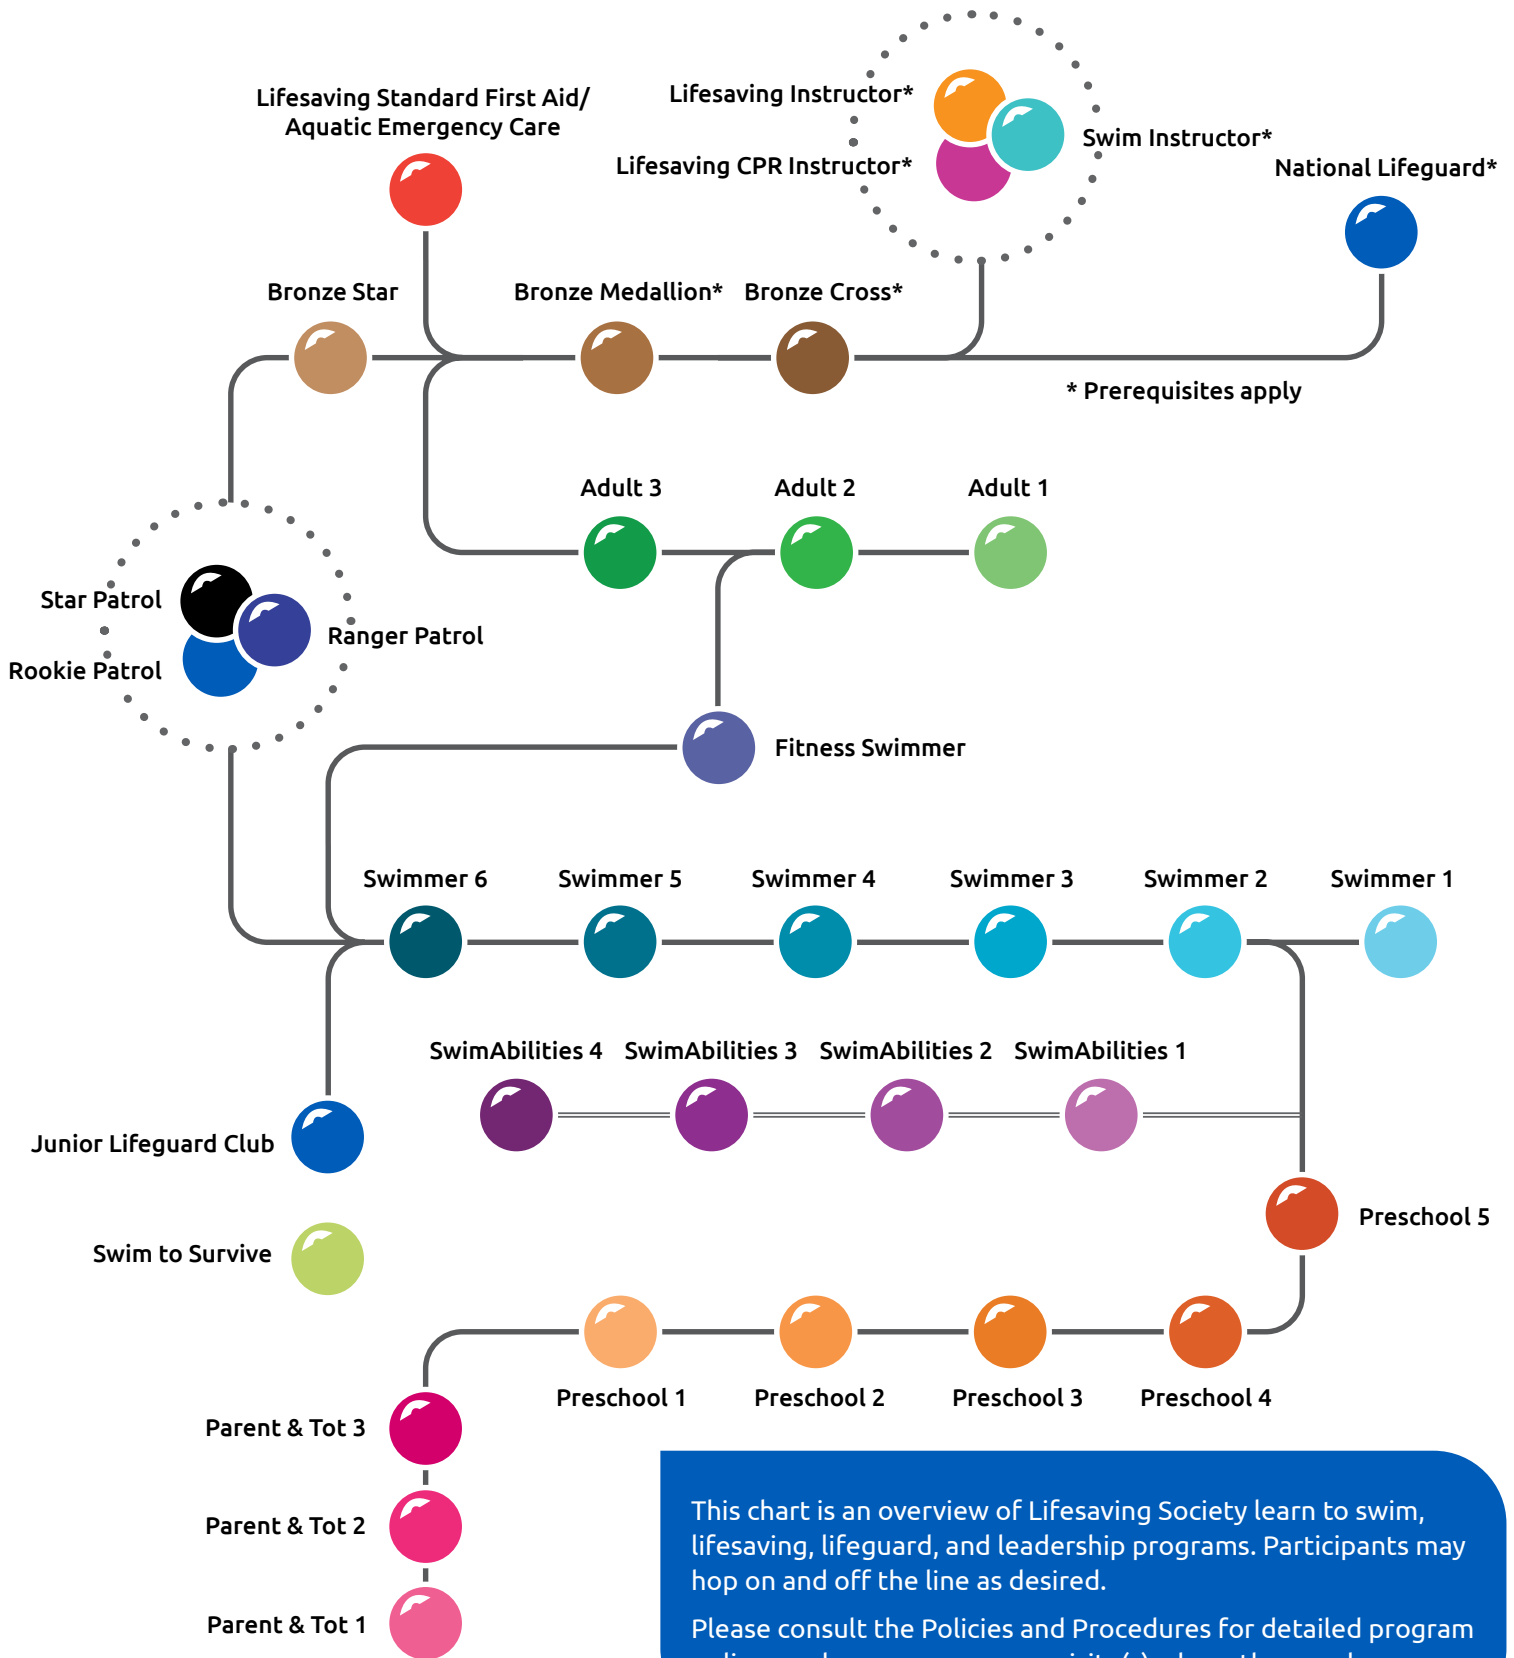 Lifesaving Standard First Aid/
Aquatic Emergency Care
Lifesaving Instructor*
Swim Instructor*
Lifesaving CPR Instructor*
National Lifeguard*
Bronze Star
Bronze Medallion*
Bronze Cross*
* Prerequisites apply
Adult 3
Adult 2
Adult 1
Star Patrol
Ranger Patrol
Rookie Patrol
Fitness Swimmer
Swimmer 6
Swimmer 5
Swimmer 4
Swimmer 3
Swimmer 2
Swimmer 1
SwimAbilities 4
SwimAbilities 3
SwimAbilities 2
SwimAbilities 1
Junior Lifeguard Club
Preschool 5
Swim to Survive
Preschool 1
Preschool 2
Preschool 3
Preschool 4
Parent & Tot 3
Parent & Tot 2
Parent & Tot 1
This chart is an overview of Lifesaving Society learn to swim,
lifesaving, lifeguard, and leadership programs. Participants may
hop on and off the line as desired.
Please consult the Policies and Procedures for detailed program